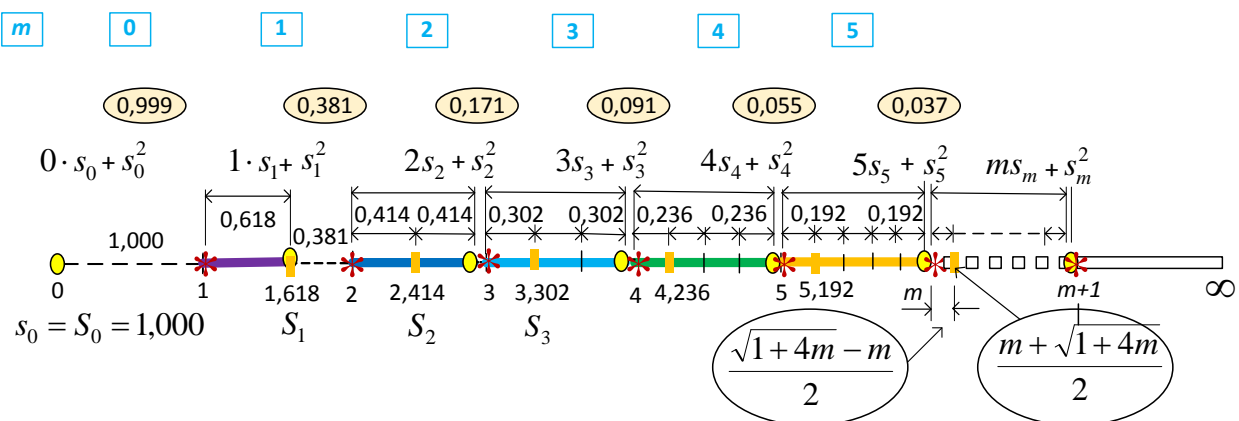 m 0 1 2 3 4 5
0,999 0,381 0,171 0,091 0,055 0,037
0 · s₀ + s₀² 1 · s₁ + s₁² 2s₂ + s₂² 3s₃ + s₃² 4s₄ + s₄² 5s₅ + s₅² msₘ + sₘ²
0,618 0,414 0,414 0,302 0,302 0,236 0,236 0,192 0,192
1,000 0,381
0 1 1,618 2 2,414 3 3,302 4 4,236 5 5,192 m m+1 ∞
s₀ = S₀ = 1,000 S₁ S₂ S₃
(√(1+4m) − m)/2 (m + √(1+4m))/2